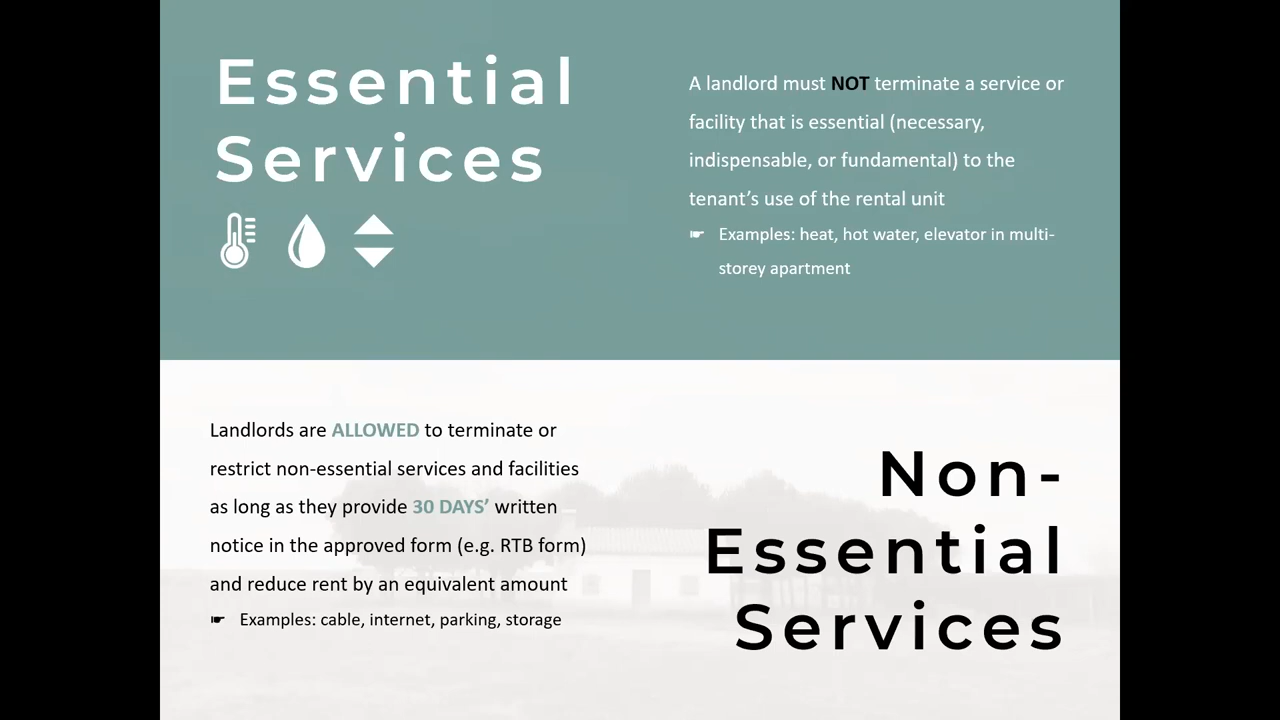 Essential
Services
A landlord must NOT terminate a service or
facility that is essential (necessary,
indispensable, or fundamental) to the
tenant’s use of the rental unit
☛ Examples: heat, hot water, elevator in multi-
storey apartment
Landlords are ALLOWED to terminate or
restrict non-essential services and facilities
as long as they provide 30 DAYS’ written
notice in the approved form (e.g. RTB form)
and reduce rent by an equivalent amount
☛ Examples: cable, internet, parking, storage
Non-
Essential
Services